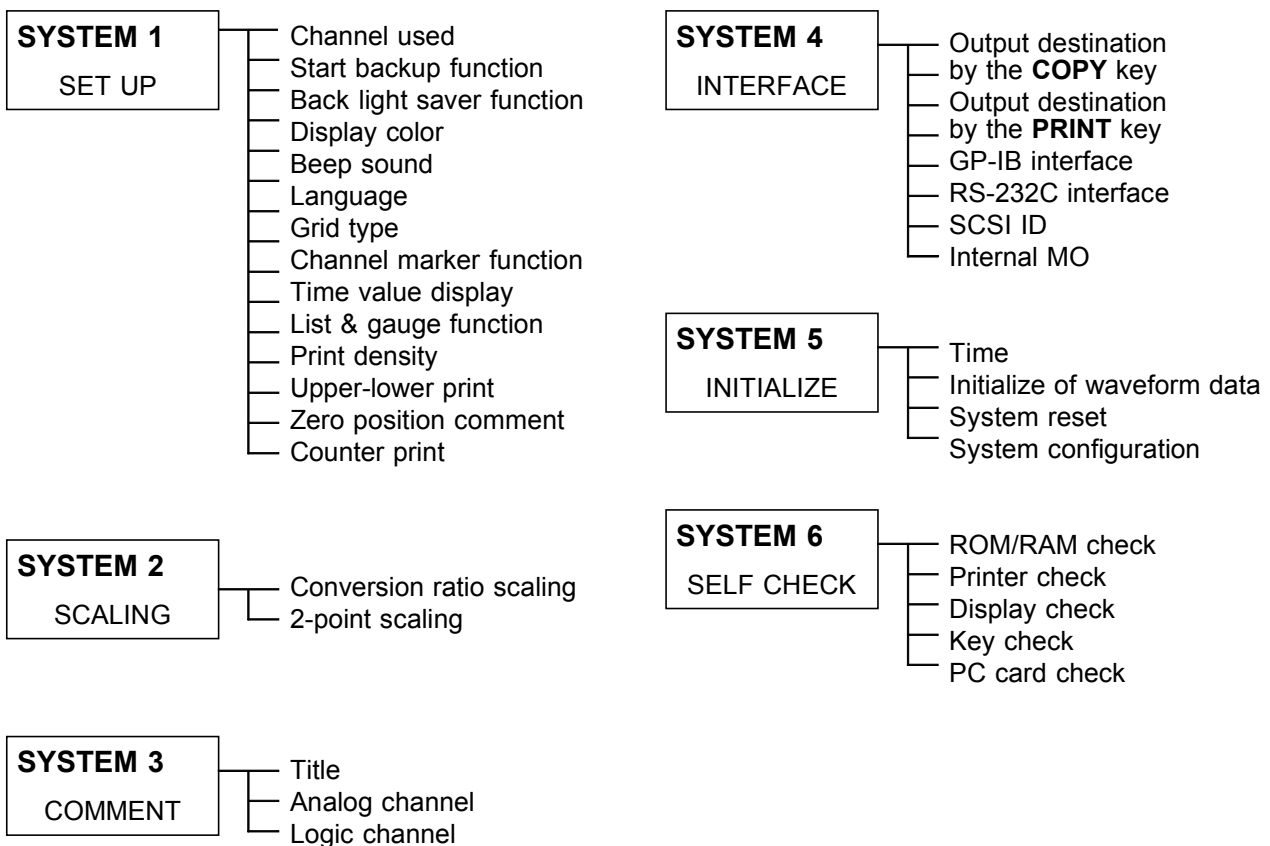 SYSTEM 1
SET UP
Channel used
Start backup function
Back light saver function
Display color
Beep sound
Language
Grid type
Channel marker function
Time value display
List & gauge function
Print density
Upper-lower print
Zero position comment
Counter print
SYSTEM 2
SCALING
Conversion ratio scaling
2-point scaling
SYSTEM 3
COMMENT
Title
Analog channel
Logic channel
SYSTEM 4
INTERFACE
Output destination
by the COPY key
Output destination
by the PRINT key
GP-IB interface
RS-232C interface
SCSI ID
Internal MO
SYSTEM 5
INITIALIZE
Time
Initialize of waveform data
System reset
System configuration
SYSTEM 6
SELF CHECK
ROM/RAM check
Printer check
Display check
Key check
PC card check